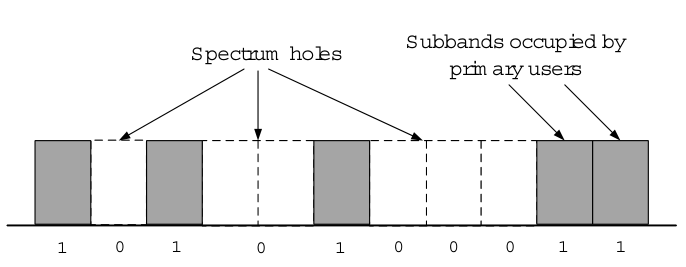 Spectrum holes
Subbands occupied by
primary users
1 0 1 0 1 0 0 0 1 1